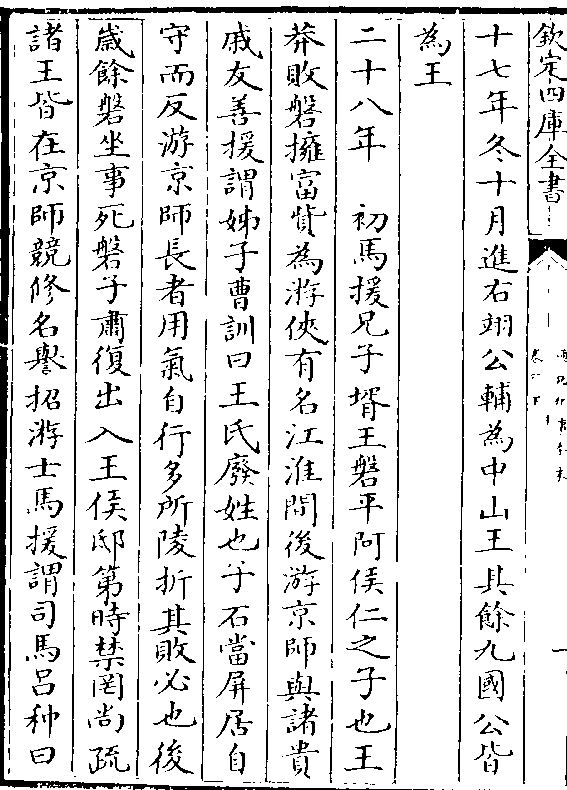 欽定四庫全書
十七年冬十月進右翊公輔為中山王其餘九國公皆
為王
二十八年 初馬援兄子壻王磐平阿侯仁之子也王
莽敗磐擁富貲為游俠有名江淮間後游京師與諸貴
戚友善援謂姊子曹訓曰王氏廢姓也子石當屏居自
守而反游京師長者用氣自行多所陵折其敗必也後
嵗餘磐坐事死磐子肅復出入王侯邸第時禁罔尚疏
諸王皆在京師競修名譽招游士馬援謂司馬呂种曰